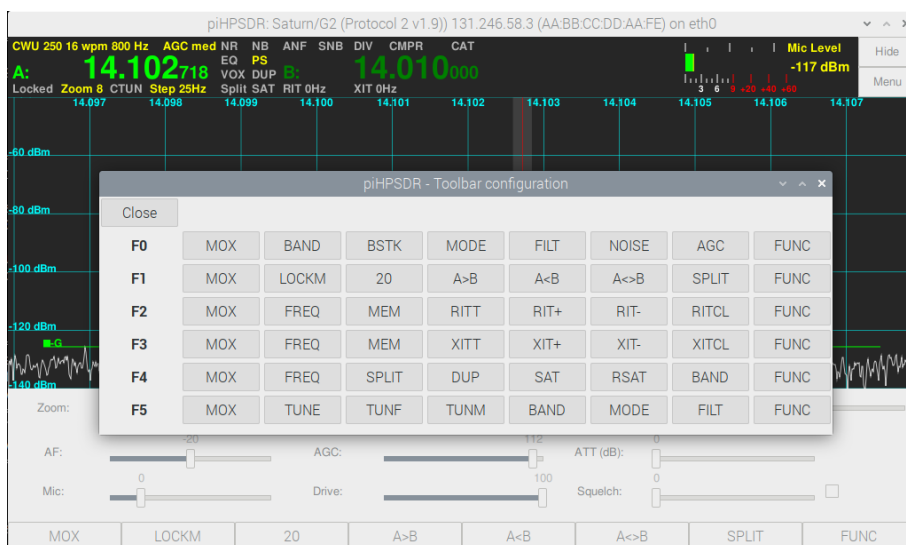 piHPSDR: Saturn/G2 (Protocol 2 v1.9)) 131.246.58.3 (AA:BB:CC:DD:AA:FE) on eth0
CWU 250 16 wpm 800 Hz AGC med NR NB ANF SNB DIV CMPR CAT Mic Level Hide
EQ PS
A: 14.102718 VOX DUP B: 14.010000 -117 dBm
Locked Zoom 8 CTUN Step 25Hz Split SAT RIT 0Hz XIT 0Hz 3 6 9 +20 +40 +60 Menu
14.097 14.098 14.099 14.100 14.101 14.102 14.103 14.104 14.105 14.106 14.107
-60 dBm
piHPSDR - Toolbar configuration
-80 dBm
Close
F0 MOX BAND BSTK MODE FILT NOISE AGC FUNC
-100 dBm
F1 MOX LOCKM 20 A>B A<B A<>B SPLIT FUNC
F2 MOX FREQ MEM RITT RIT+ RIT- RITCL FUNC
-120 dBm
-G
F3 MOX FREQ MEM XITT XIT+ XIT- XITCL FUNC
-140 dBm
F4 MOX FREQ SPLIT DUP SAT RSAT BAND FUNC
F5 MOX TUNE TUNF TUNM BAND MODE FILT FUNC
Zoom:
-20 112 0
AF: AGC: ATT (dB):
0 100 0
Mic: Drive: Squelch:
MOX LOCKM 20 A>B A<B A<>B SPLIT FUNC